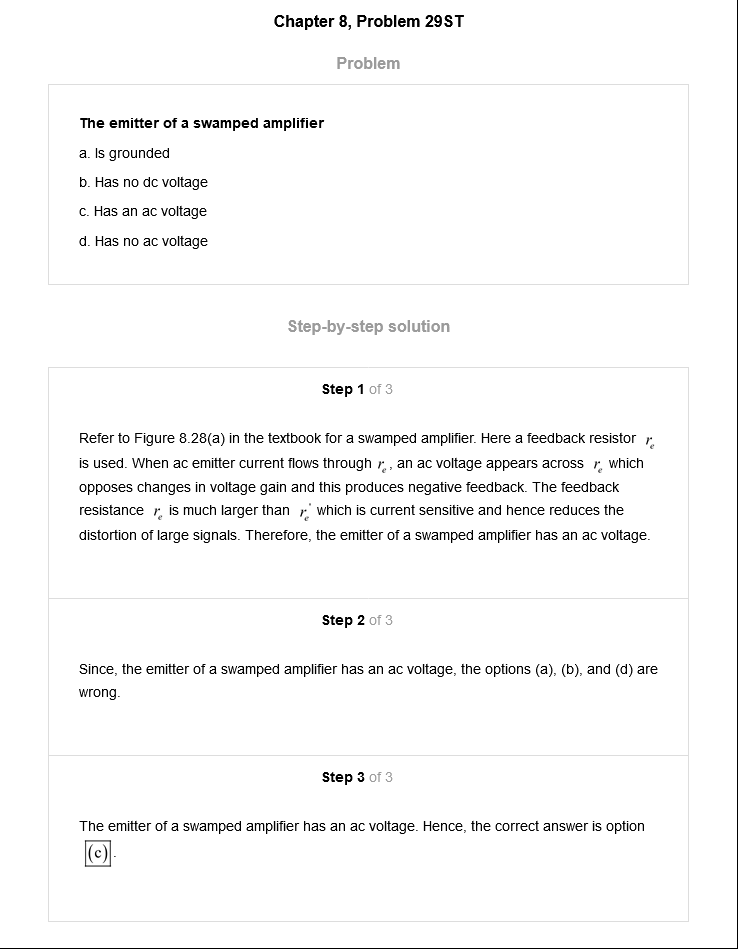 Chapter 8, Problem 29ST
Problem
The emitter of a swamped amplifier
a. Is grounded
b. Has no dc voltage
c. Has an ac voltage
d. Has no ac voltage
Step-by-step solution
Step 1 of 3
Refer to Figure 8.28(a) in the textbook for a swamped amplifier. Here a feedback resistor rₑ
is used. When ac emitter current flows through rₑ, an ac voltage appears across rₑ which
opposes changes in voltage gain and this produces negative feedback. The feedback
resistance rₑ is much larger than rₑ' which is current sensitive and hence reduces the
distortion of large signals. Therefore, the emitter of a swamped amplifier has an ac voltage.
Step 2 of 3
Since, the emitter of a swamped amplifier has an ac voltage, the options (a), (b), and (d) are
wrong.
Step 3 of 3
The emitter of a swamped amplifier has an ac voltage. Hence, the correct answer is option
(c).